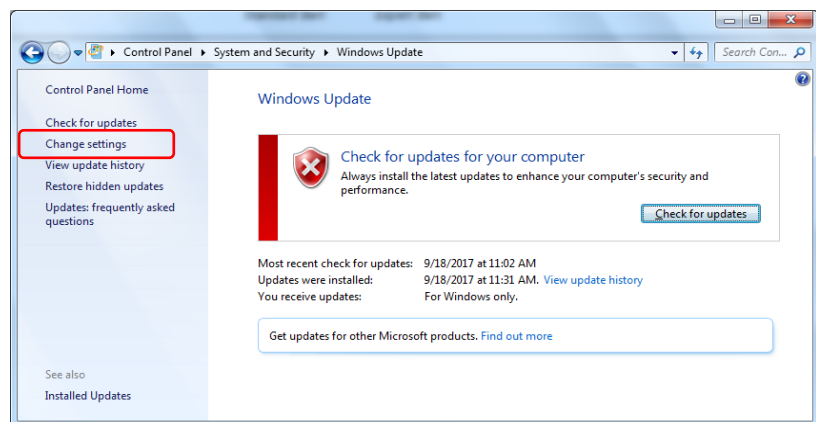 Control Panel ▸ System and Security ▸ Windows Update
Search Con...
Control Panel Home
Check for updates
Change settings
View update history
Restore hidden updates
Updates: frequently asked
questions
See also
Installed Updates
Windows Update
Check for updates for your computer
Always install the latest updates to enhance your computer's security and
performance.
Check for updates
Most recent check for updates: 9/18/2017 at 11:02 AM
Updates were installed: 9/18/2017 at 11:31 AM. View update history
You receive updates: For Windows only.
Get updates for other Microsoft products. Find out more